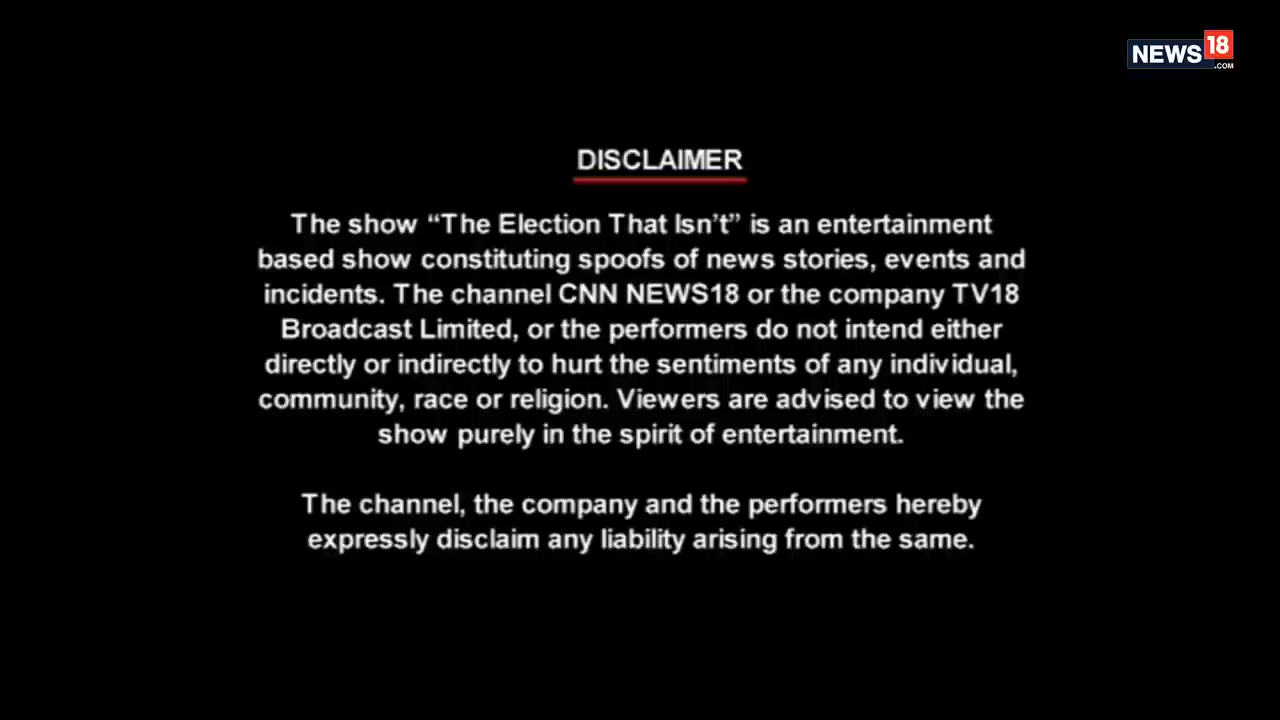 NEWS18
.COM
DISCLAIMER
The show “The Election That Isn’t” is an entertainment
based show constituting spoofs of news stories, events and
incidents. The channel CNN NEWS18 or the company TV18
Broadcast Limited, or the performers do not intend either
directly or indirectly to hurt the sentiments of any individual,
community, race or religion. Viewers are advised to view the
show purely in the spirit of entertainment.
The channel, the company and the performers hereby
expressly disclaim any liability arising from the same.